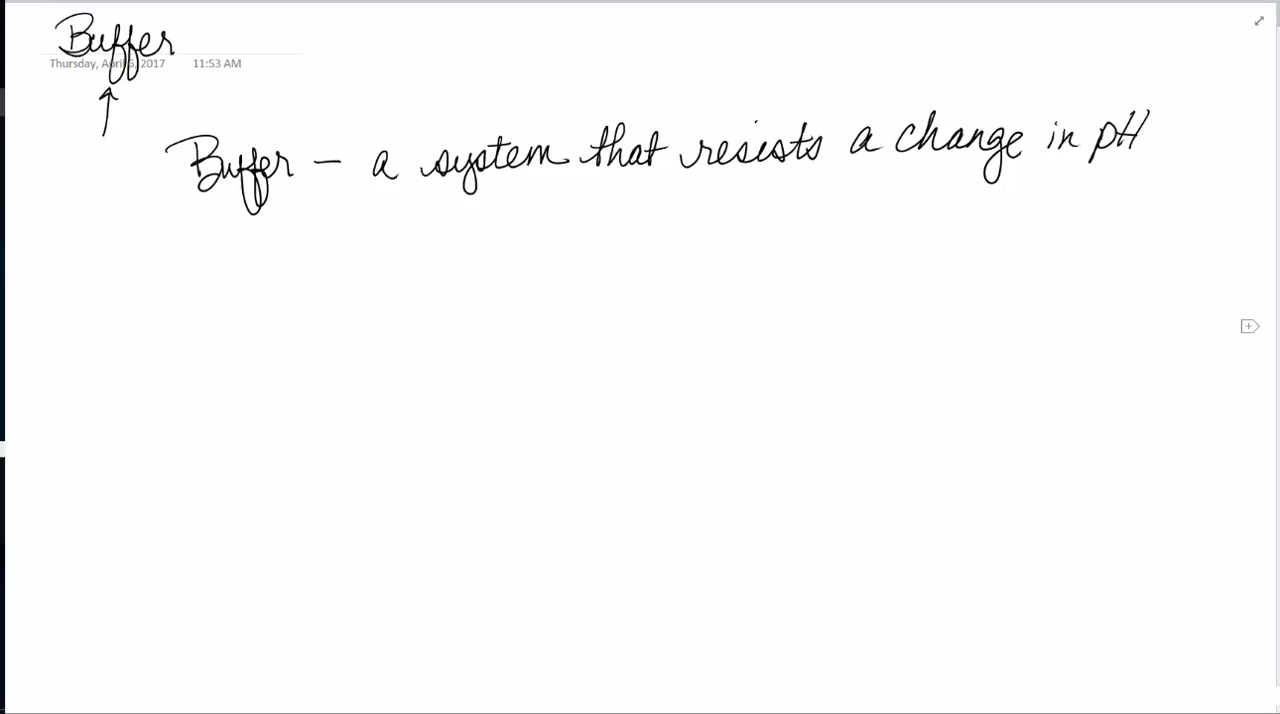 Buffer
Thursday, April 6, 2017 11:53 AM
Buffer – a system that resists a change in pH